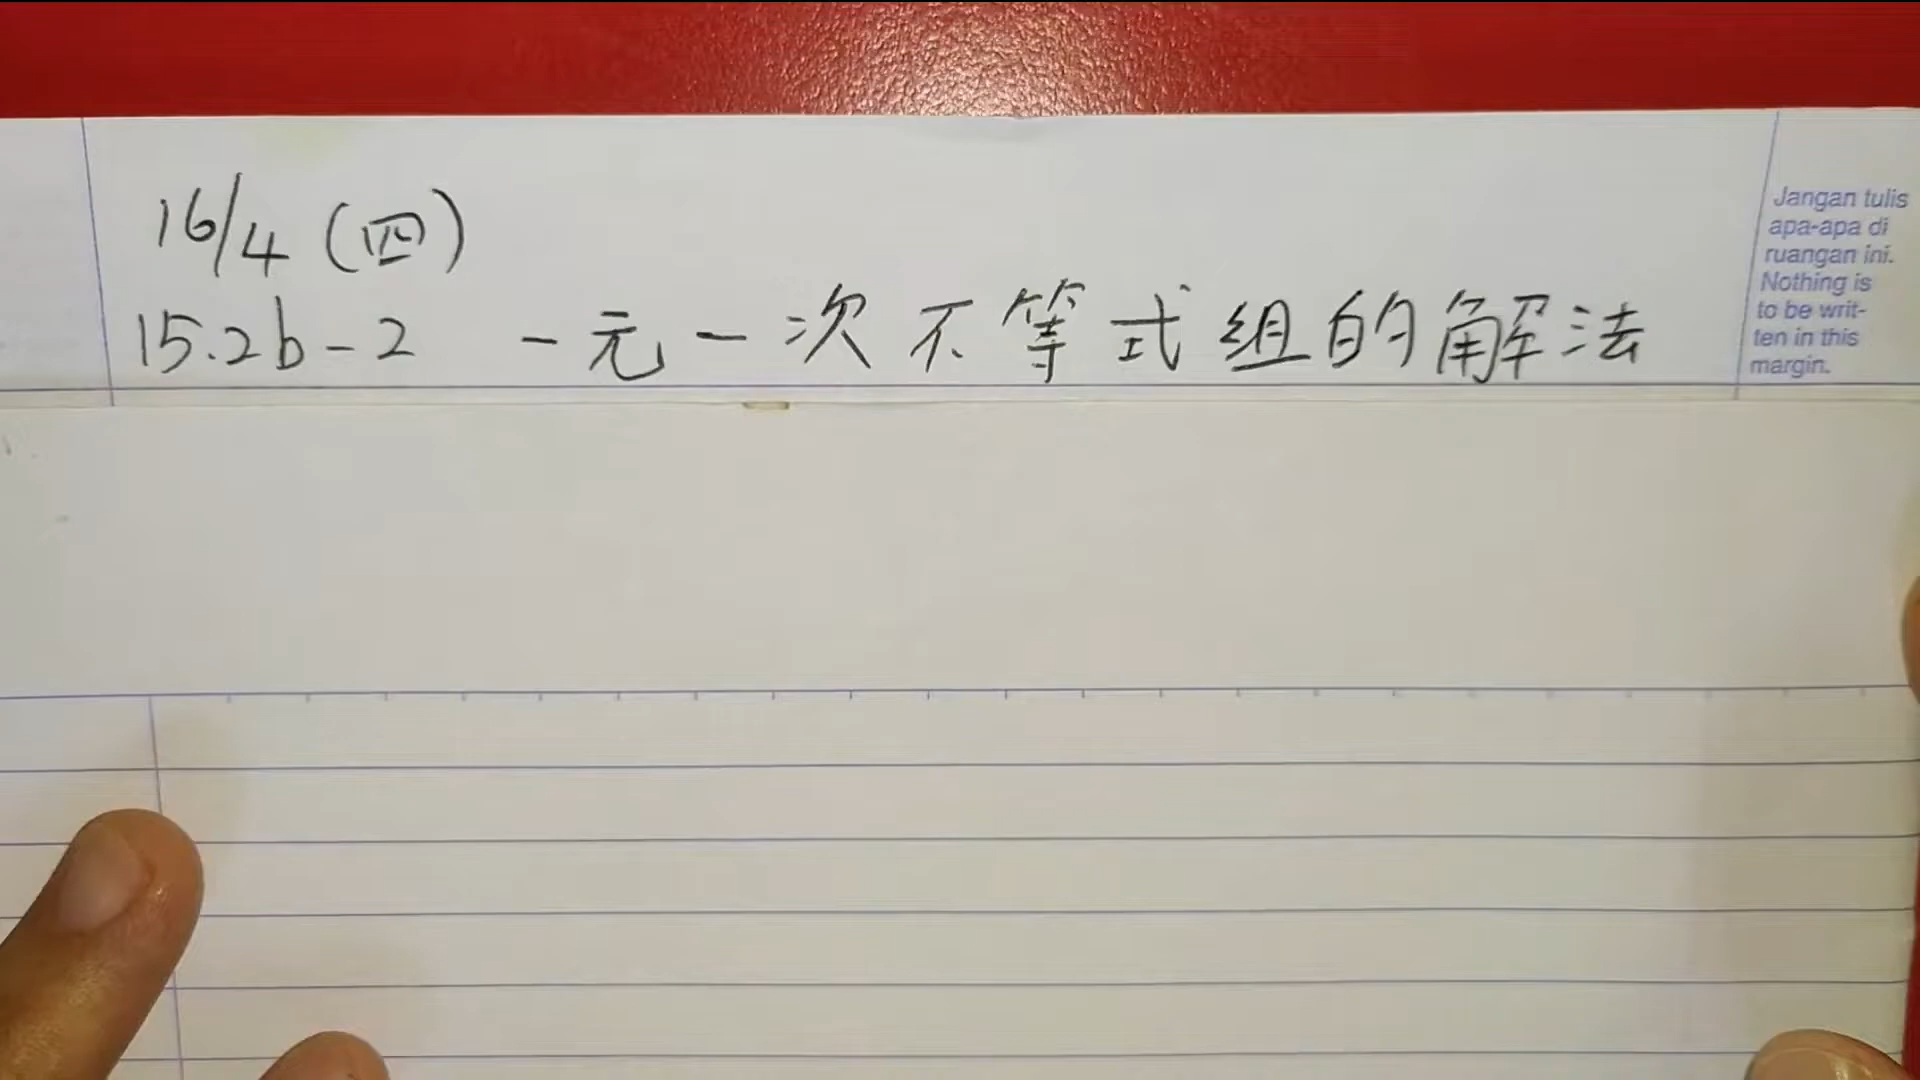 16/4 (四)
15.2b-2 一元一次不等式组的解法
Jangan tulis
apa-apa di
ruangan ini.
Nothing is
to be writ-
ten in this
margin.